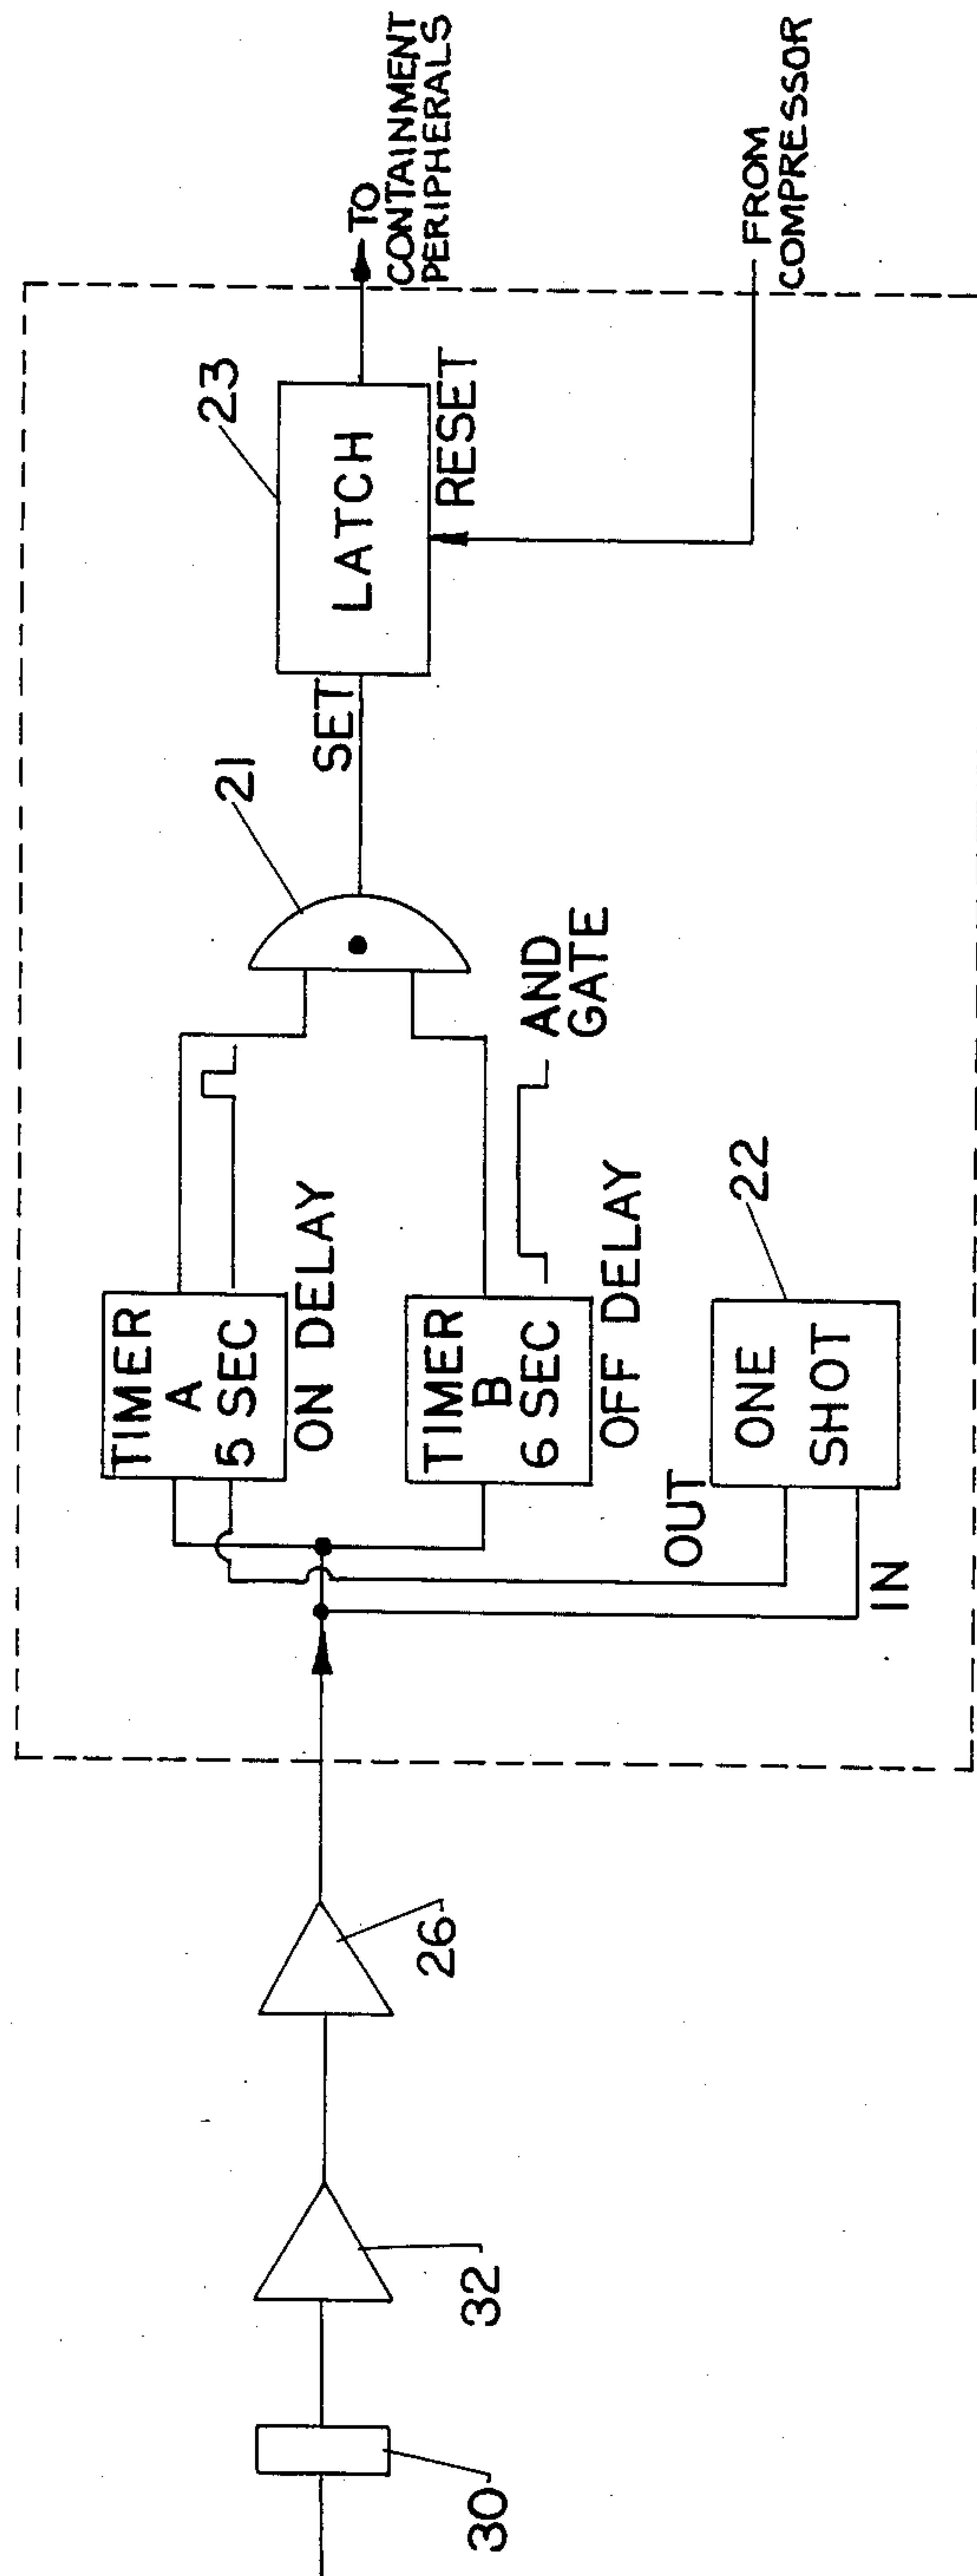 30
32
26
TIMER
A
5 SEC
ON DELAY
TIMER
B
6 SEC
OFF DELAY
OUT
IN
ONE
SHOT
22
AND
GATE
21
SET
LATCH
23
RESET
TO
CONTAINMENT
PERIPHERALS
FROM
COMPRESSOR